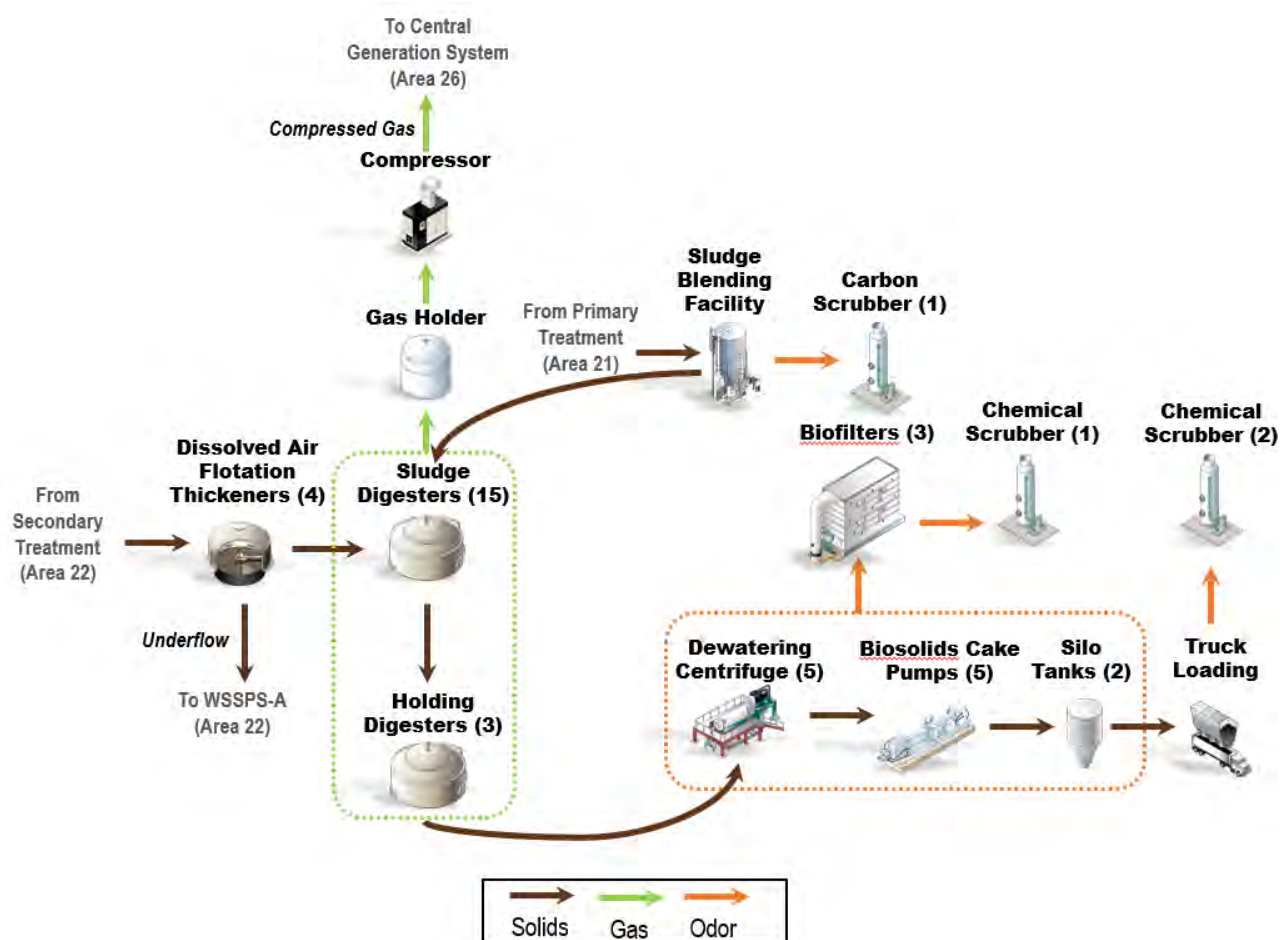 To Central
Generation System
(Area 26)
Compressed Gas
Compressor
Gas Holder
From Primary
Treatment
(Area 21)
Sludge
Blending
Facility
Carbon
Scrubber (1)
Biofilters (3)
Chemical
Scrubber (1)
Chemical
Scrubber (2)
From
Secondary
Treatment
(Area 22)
Dissolved Air
Flotation
Thickeners (4)
Sludge
Digesters (15)
Underflow
To WSSPS-A
(Area 22)
Holding
Digesters (3)
Dewatering
Centrifuge (5)
Biosolids Cake
Pumps (5)
Silo
Tanks (2)
Truck
Loading
Solids
Gas
Odor